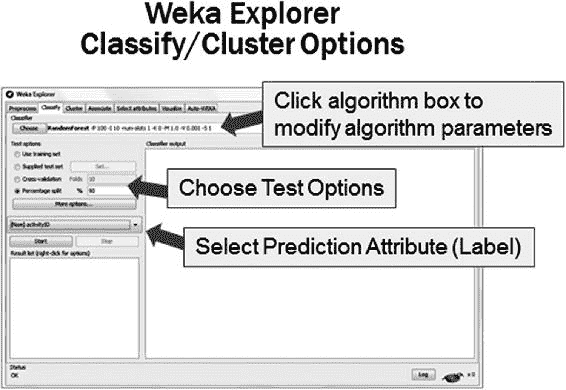 Weka Explorer
Classify/Cluster Options
Weka Explorer
Preprocess Classify Cluster Associate Select attributes Visualize Auto-WEKA
Classifier
Choose RandomForest -P 100 -I 10 -num-slots 1 -K 0 -M 1.0 -V 0.001 -S 1
Click algorithm box to
modify algorithm parameters
Test options
Classifier output
Use training set
Supplied test set Set...
Cross-validation Folds 10
Percentage split % 90
More options...
Choose Test Options
(Nom) activityID
Select Prediction Attribute (Label)
Start Stop
Result list (right-click for options)
Status
OK
Log
x 0